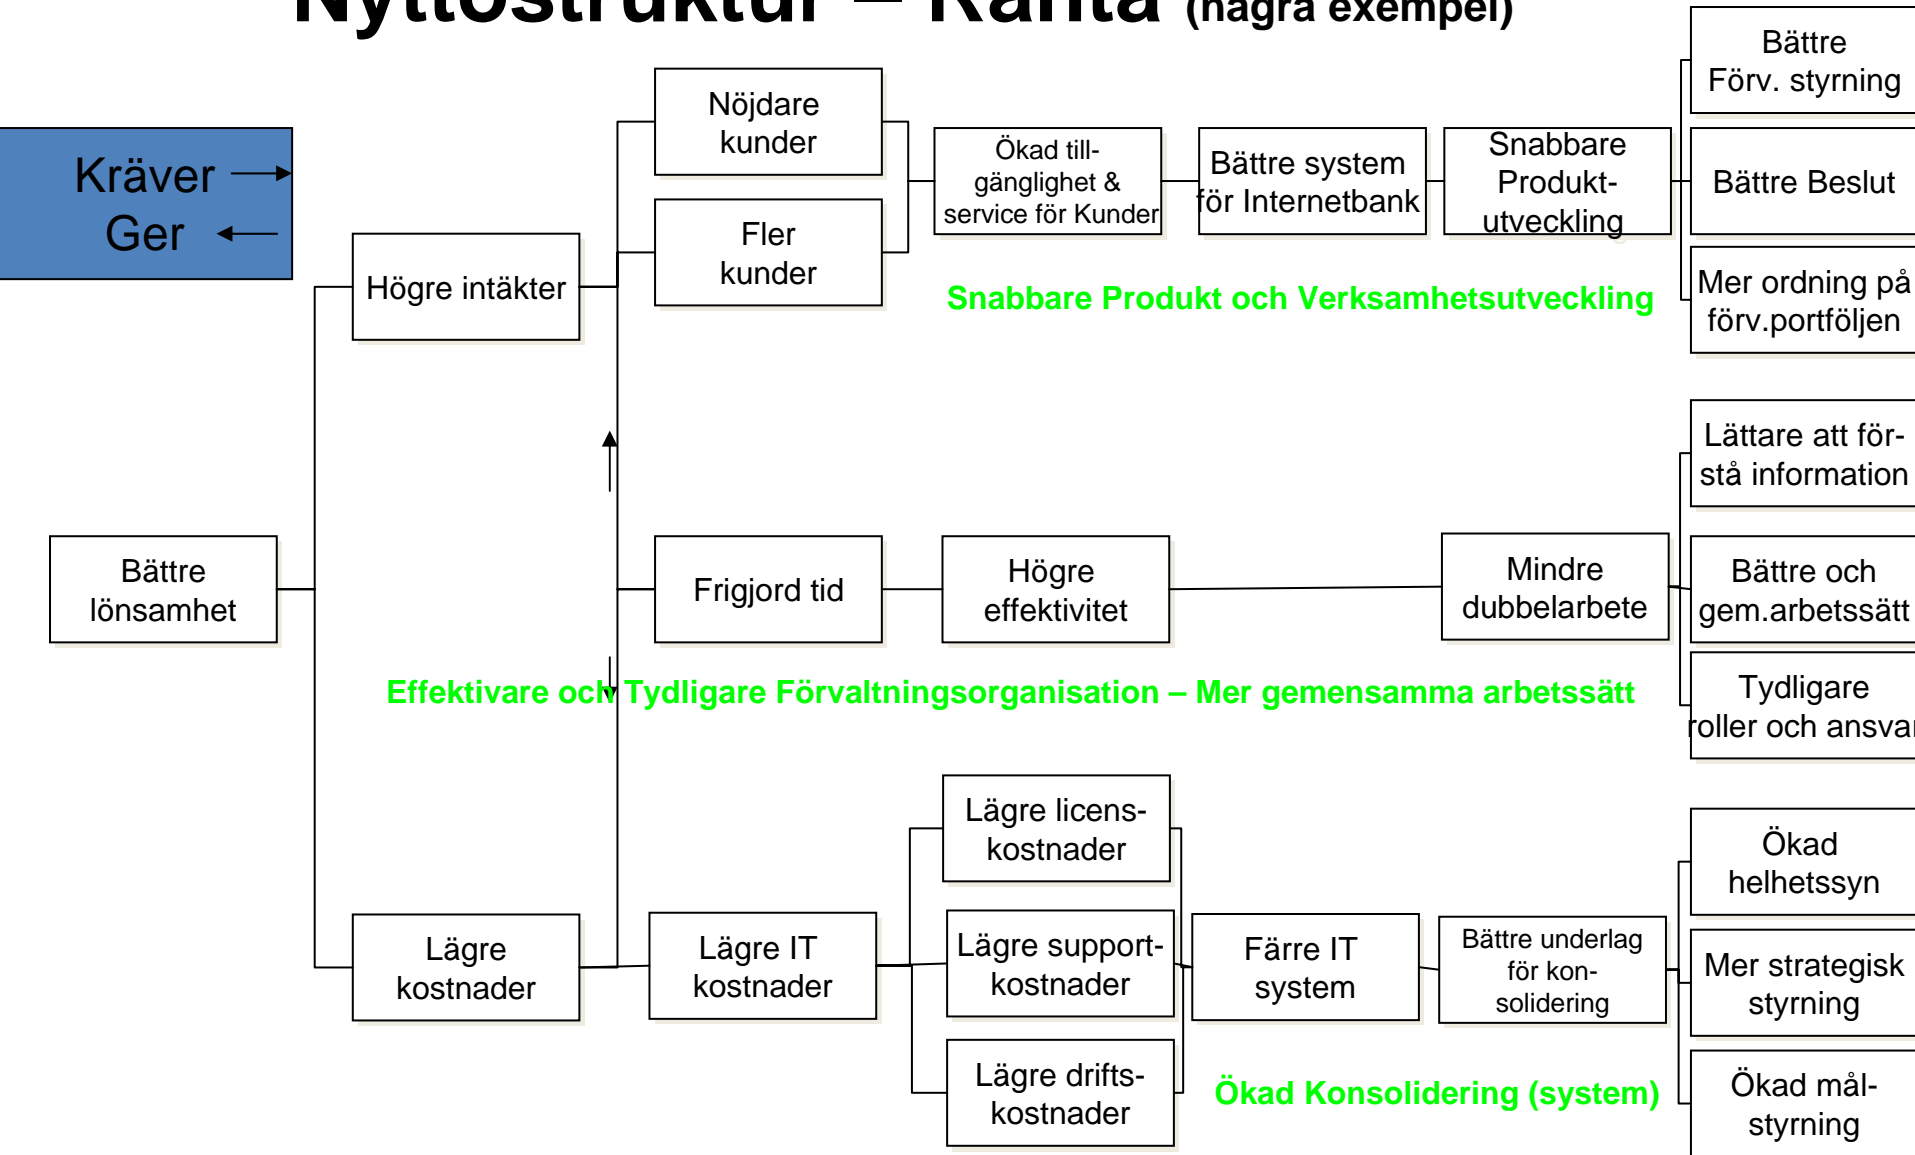 Nyttostruktur – Ranta (några exempel)
Kräver
Ger
Bättre
lönsamhet
Högre intäkter
Lägre
kostnader
Nöjdare
kunder
Fler
kunder
Ökad till-
gänglighet &
service för Kunder
Bättre system
för Internetbank
Snabbare
Produkt-
utveckling
Bättre
Förv. styrning
Bättre Beslut
Mer ordning på
förv.portföljen
Snabbare Produkt och Verksamhetsutveckling
Frigjord tid
Högre
effektivitet
Mindre
dubbelarbete
Lättare att för-
stå information
Bättre och
gem.arbetssätt
Tydligare
roller och ansvar
Effektivare och Tydligare Förvaltningsorganisation – Mer gemensamma arbetssätt
Lägre IT
kostnader
Lägre licens-
kostnader
Lägre support-
kostnader
Lägre drifts-
kostnader
Färre IT
system
Bättre underlag
för kon-
solidering
Ökad
helhetssyn
Mer strategisk
styrning
Ökad mål-
styrning
Ökad Konsolidering (system)